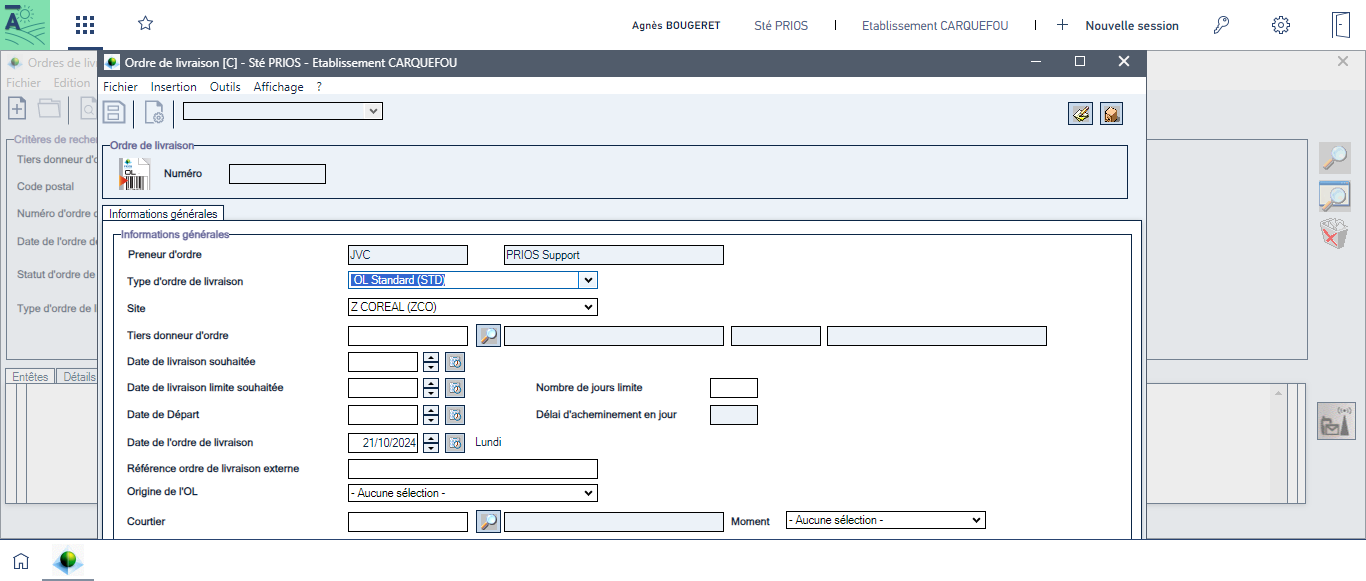 Agnès BOUGERET Sté PRIOS Etablissement CARQUEFOU Nouvelle session
Ordres de liv
Ordre de livraison [C] - Sté PRIOS - Etablissement CARQUEFOU
Fichier Edition
Fichier Insertion Outils Affichage ?
Critères de recher
Tiers donneur d'o
Code postal
Numéro d'ordre d
Date de l'ordre de
Statut d'ordre de
Type d'ordre de l
Entêtes Détails
Ordre de livraison
OL
Numéro
Informations générales
Informations générales
Preneur d'ordre JVC PRIOS Support
Type d'ordre de livraison OL Standard (STD)
Site Z COREAL (ZCO)
Tiers donneur d'ordre
Date de livraison souhaitée
Date de livraison limite souhaitée Nombre de jours limite
Date de Départ Délai d'acheminement en jour
Date de l'ordre de livraison 21/10/2024 Lundi
Référence ordre de livraison externe
Origine de l'OL - Aucune sélection -
Courtier Moment - Aucune sélection -